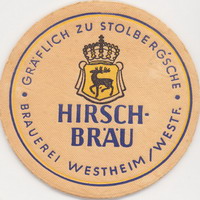 GRÄFLICH ZU STOLBERG'SCHE
HIRSCH-
BRÄU
BRAUEREI WESTHEIM/WESTF.